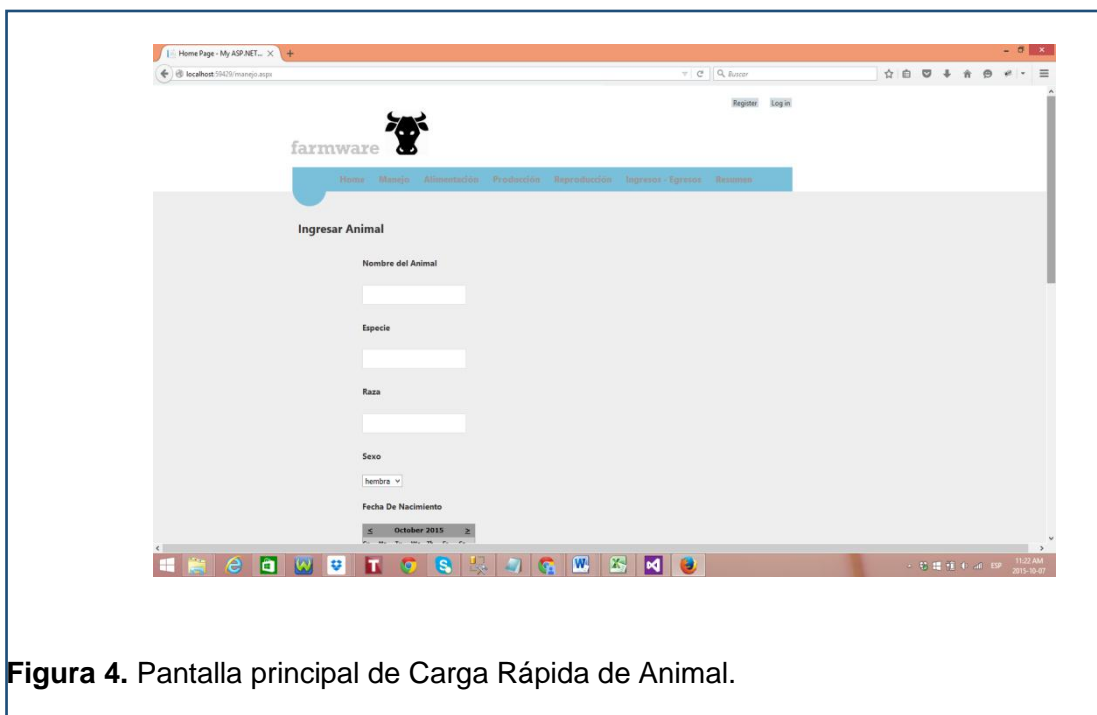 Home Page - My ASP.NET...
localhost:59429/manejo.aspx
Buscar
Register Log in
farmware
Home Manejo Alimentación Producción Reproducción Ingresos - Egresos Resumen
Ingresar Animal
Nombre del Animal
Especie
Raza
Sexo
hembra
Fecha De Nacimiento
< October 2015 >
ESP
11:22 AM
2015-10-07
Figura 4. Pantalla principal de Carga Rápida de Animal.